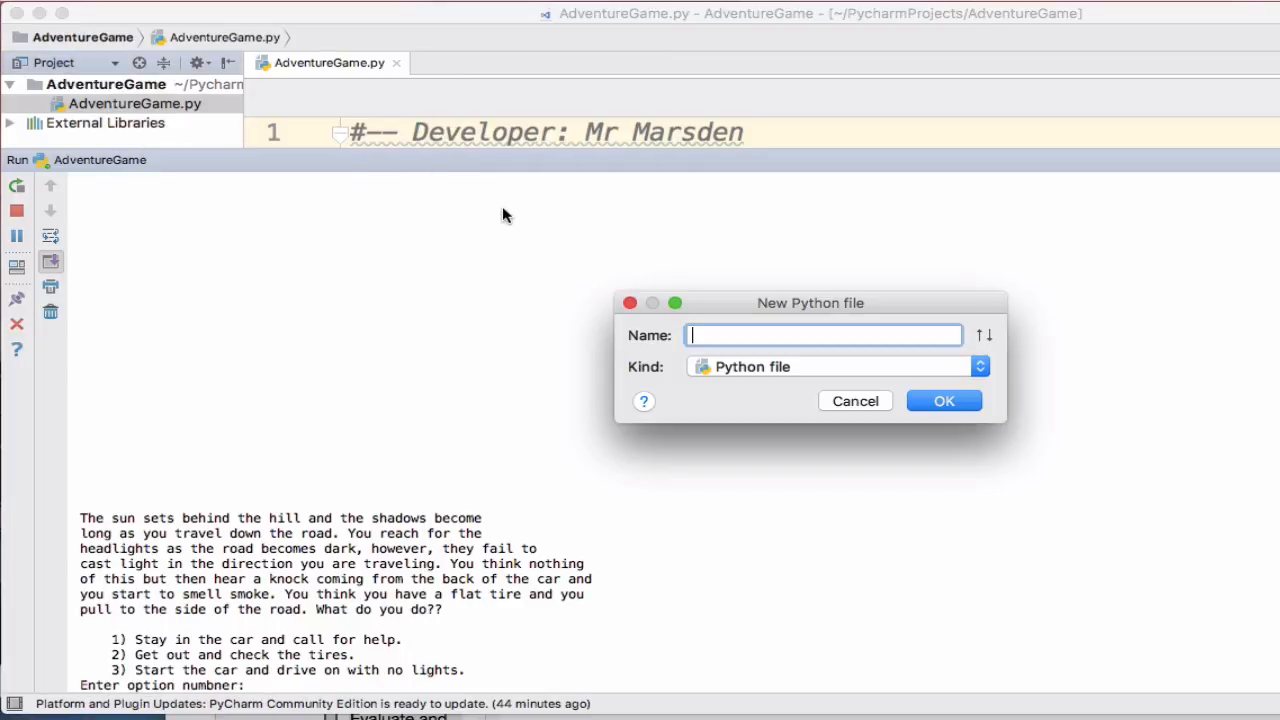 AdventureGame.py – AdventureGame – [~/PycharmProjects/AdventureGame]
AdventureGame AdventureGame.py
Project AdventureGame.py
AdventureGame ~/Pycharm
AdventureGame.py
External Libraries
1 #-- Developer: Mr Marsden
Run AdventureGame
New Python file
Name:
Kind: Python file
? Cancel OK
?
The sun sets behind the hill and the shadows become
long as you travel down the road. You reach for the
headlights as the road becomes dark, however, they fail to
cast light in the direction you are traveling. You think nothing
of this but then hear a knock coming from the back of the car and
you start to smell smoke. You think you have a flat tire and you
pull to the side of the road. What do you do??
1) Stay in the car and call for help.
2) Get out and check the tires.
3) Start the car and drive on with no lights.
Enter option numbner:
Platform and Plugin Updates: PyCharm Community Edition is ready to update. (44 minutes ago)
Evaluate and